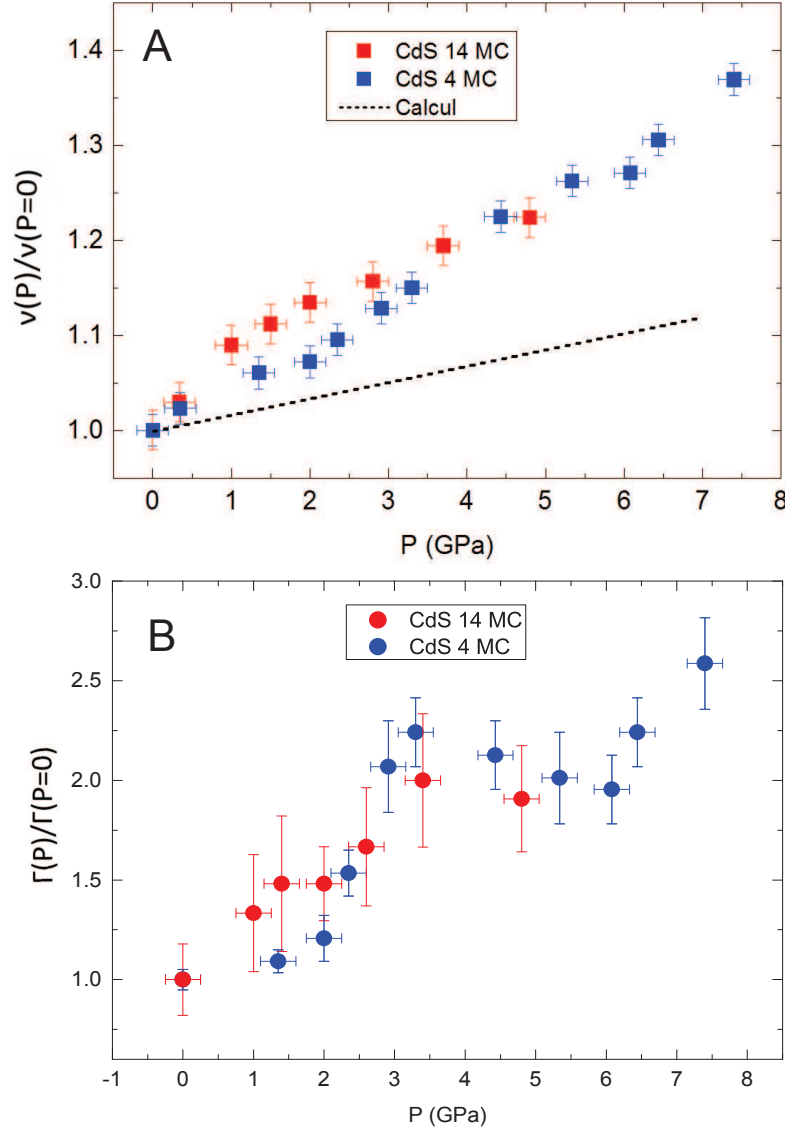 A
CdS 14 MC
CdS 4 MC
Calcul
1.4
1.3
1.2
1.1
1.0
ν(P)/ν(P=0)
0 1 2 3 4 5 6 7 8
P (GPa)
B
CdS 14 MC
CdS 4 MC
3.0
2.5
2.0
1.5
1.0
Γ(P)/Γ(P=0)
-1 0 1 2 3 4 5 6 7 8
P (GPa)